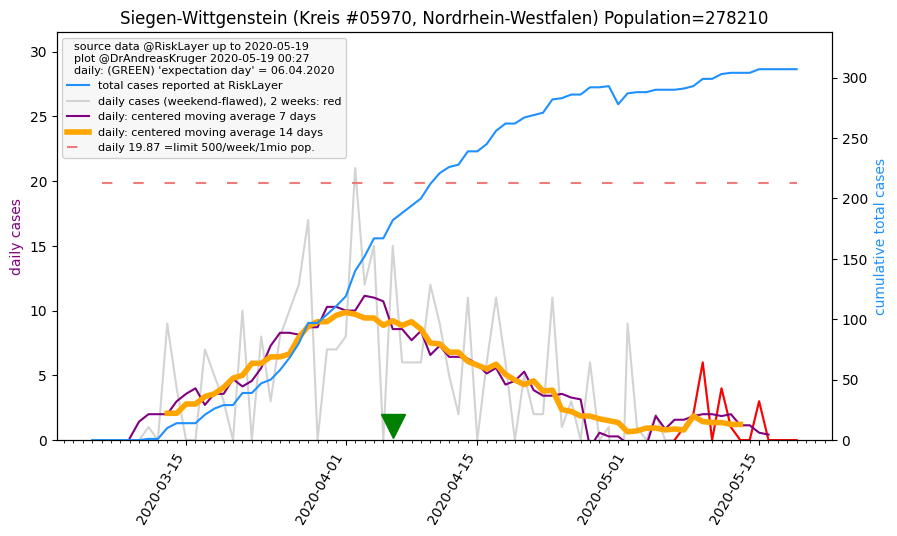 Siegen-Wittgenstein (Kreis #05970, Nordrhein-Westfalen) Population=278210
source data @RiskLayer up to 2020-05-19
plot @DrAndreasKruger 2020-05-19 00:27
daily: (GREEN) 'expectation day' = 06.04.2020
total cases reported at RiskLayer
daily cases (weekend-flawed), 2 weeks: red
daily: centered moving average 7 days
daily: centered moving average 14 days
daily 19.87 =limit 500/week/1mio pop.
daily cases
30
25
20
15
10
5
0
cumulative total cases
300
250
200
150
100
50
0
2020-03-15
2020-04-01
2020-04-15
2020-05-01
2020-05-15